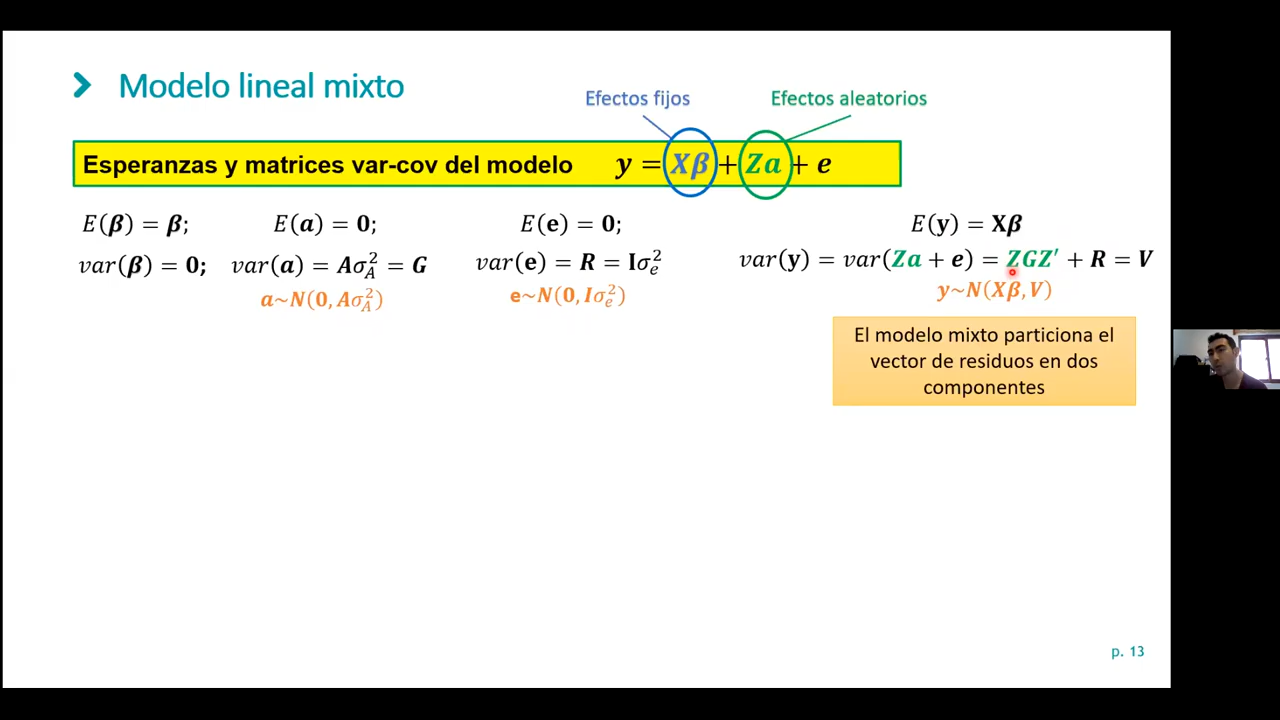 Modelo lineal mixto
Efectos fijos
Efectos aleatorios
Esperanzas y matrices var-cov del modelo y = Xβ + Za + e
E(β) = β;
E(a) = 0;
E(e) = 0;
E(y) = Xβ
var(β) = 0;
var(a) = Aσ²_A = G
var(e) = R = Iσ²_e
var(y) = var(Za + e) = ZGZ′ + R = V
a~N(0, Aσ²_A)
e~N(0, Iσ²_e)
y~N(Xβ, V)
El modelo mixto particiona el
vector de residuos en dos
componentes
p. 13